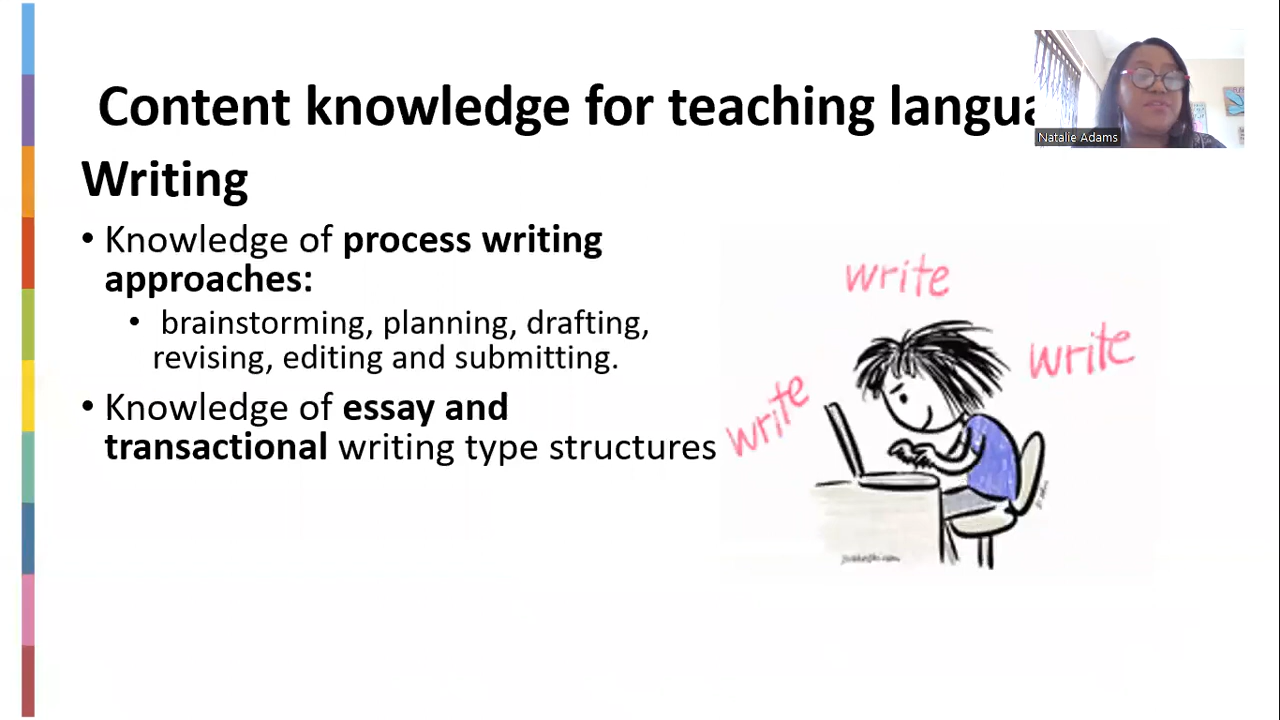 Content knowledge for teaching langua
Natalie Adams
Writing
• Knowledge of process writing
approaches:
• brainstorming, planning, drafting,
revising, editing and submitting.
• Knowledge of essay and
transactional writing type structures
write
write
write